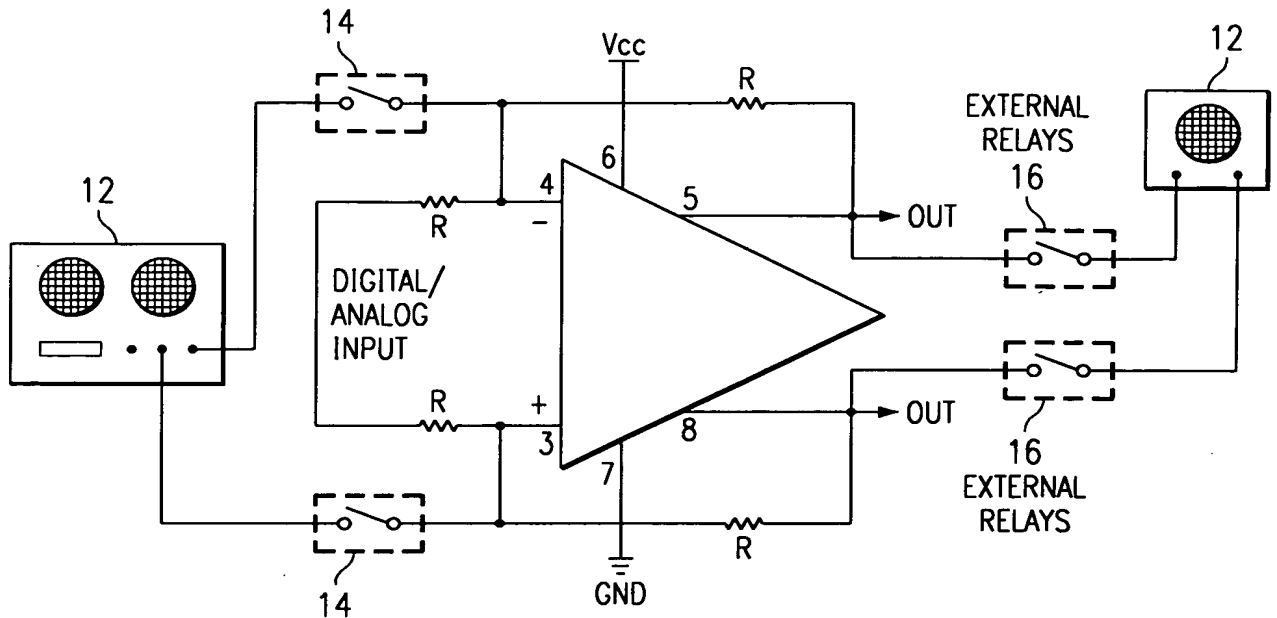 14
Vcc
12
R
EXTERNAL
RELAYS
6
16
12
4
5
R
−
OUT
DIGITAL/
ANALOG
INPUT
R
+
OUT
3
8
16
7
EXTERNAL
RELAYS
R
14
GND